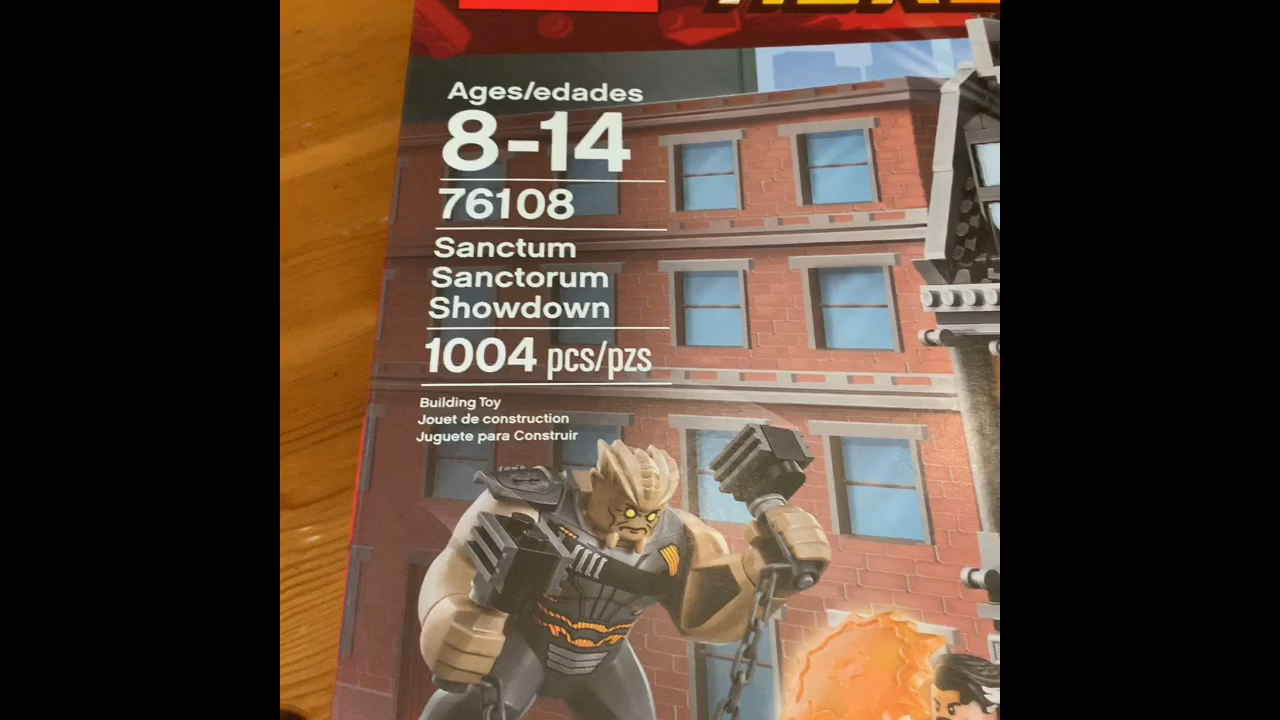 Ages/edades
8-14
76108
Sanctum
Sanctorum
Showdown
1004 pcs/pzs
Building Toy
Jouet de construction
Juguete para Construir